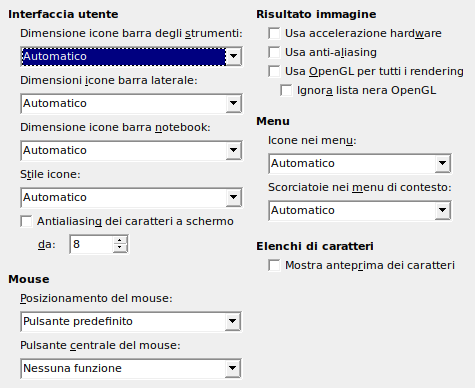 Interfaccia utente
Dimensione icone barra degli strumenti:
Automatico
Dimensioni icone barra laterale:
Automatico
Dimensione icone barra notebook:
Automatico
Stile icone:
Automatico
Antialiasing dei caratteri a schermo
da: 8
Mouse
Posizionamento del mouse:
Pulsante predefinito
Pulsante centrale del mouse:
Nessuna funzione
Risultato immagine
Usa accelerazione hardware
Usa anti-aliasing
Usa OpenGL per tutti i rendering
Ignora lista nera OpenGL
Menu
Icone nei menu:
Automatico
Scorciatoie nei menu di contesto:
Automatico
Elenchi di caratteri
Mostra anteprima dei caratteri